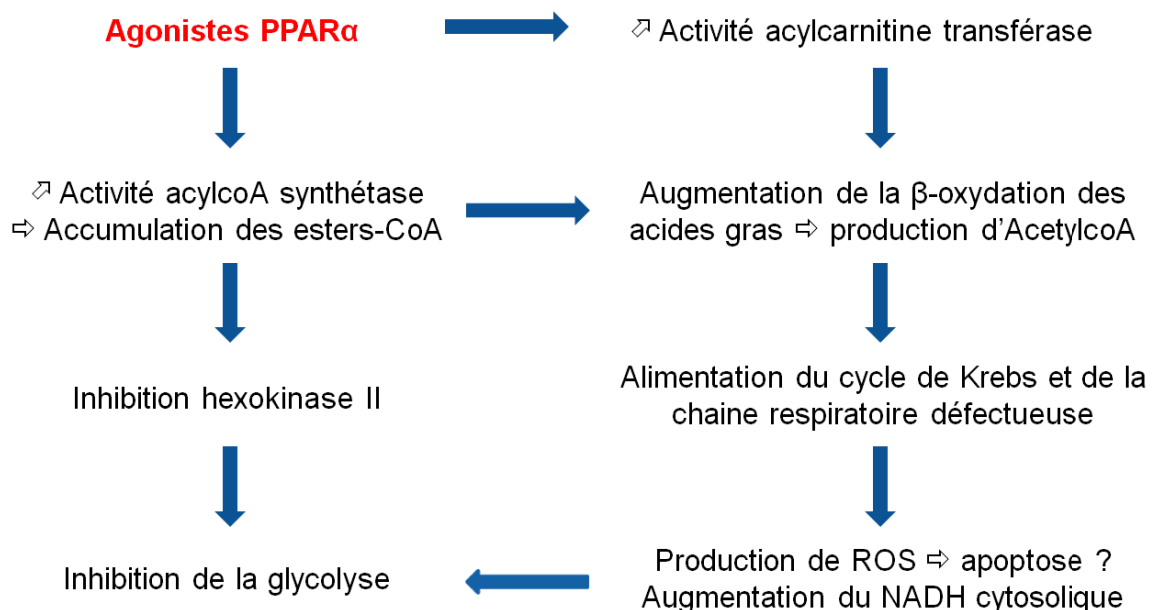 Agonistes PPARα
↗ Activité acylcarnitine transférase
↗ Activité acylcoA synthétase
⇨ Accumulation des esters-CoA
Augmentation de la β-oxydation des
acides gras ⇨ production d’AcetylcoA
Inhibition hexokinase II
Alimentation du cycle de Krebs et de la
chaine respiratoire défectueuse
Inhibition de la glycolyse
Production de ROS ⇨ apoptose ?
Augmentation du NADH cytosolique